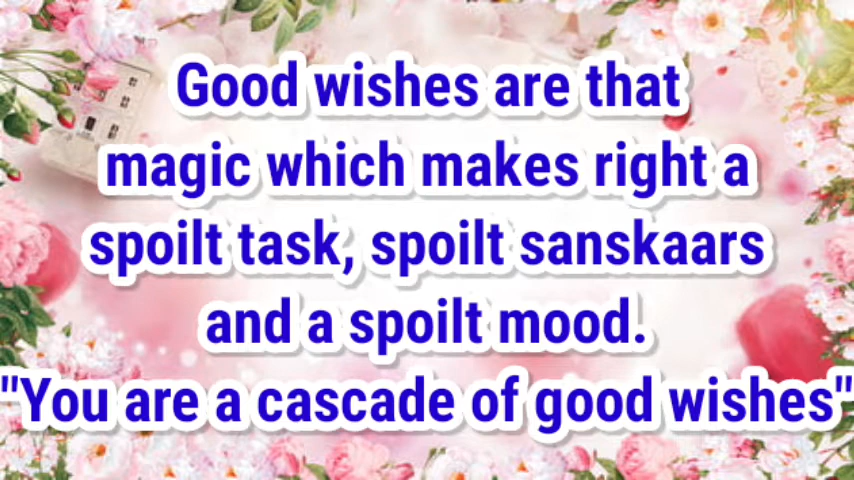 Good wishes are that
magic which makes right a
spoilt task, spoilt sanskaars
and a spoilt mood.
"You are a cascade of good wishes"